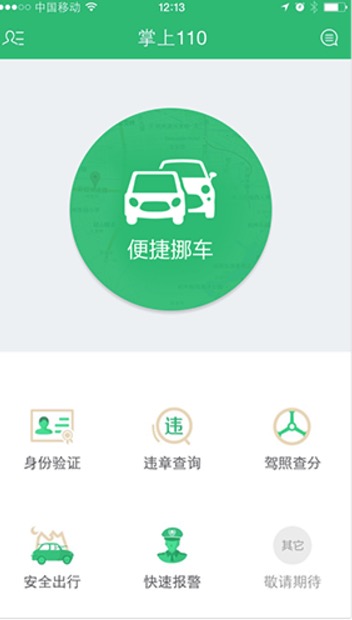 中国移动
12:13
掌上110
便捷挪车
身份验证
违
违章查询
驾照查分
安全出行
快速报警
其它
敬请期待